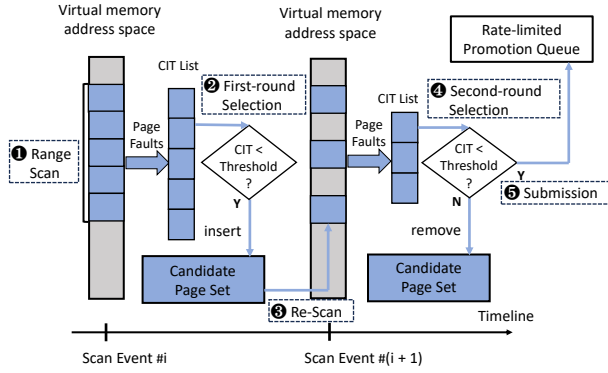 Virtual memory
address space
Virtual memory
address space
Rate-limited
Promotion Queue
CIT List
❷ First-round
Selection
CIT List
❹ Second-round
Selection
❶ Range
Scan
Page
Faults
CIT <
Threshold
?
Page
Faults
CIT <
Threshold
?
Y
❺ Submission
Y
insert
N
remove
Candidate
Page Set
Candidate
Page Set
❸ Re-Scan
Timeline
Scan Event #i
Scan Event #(i + 1)